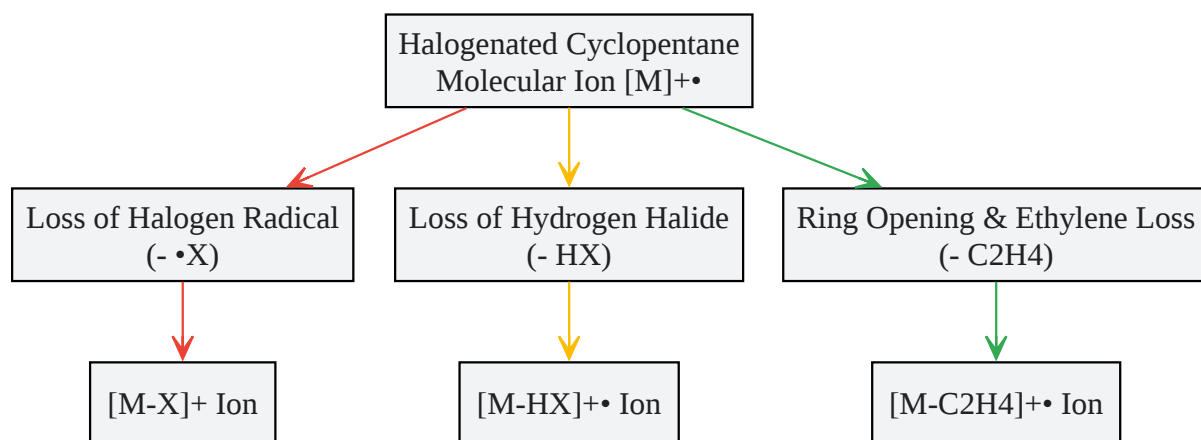 Halogenated Cyclopentane
Molecular Ion [M]+•
Loss of Halogen Radical
(- •X)
Loss of Hydrogen Halide
(- HX)
Ring Opening & Ethylene Loss
(- C2H4)
[M-X]+ Ion
[M-HX]+• Ion
[M-C2H4]+• Ion